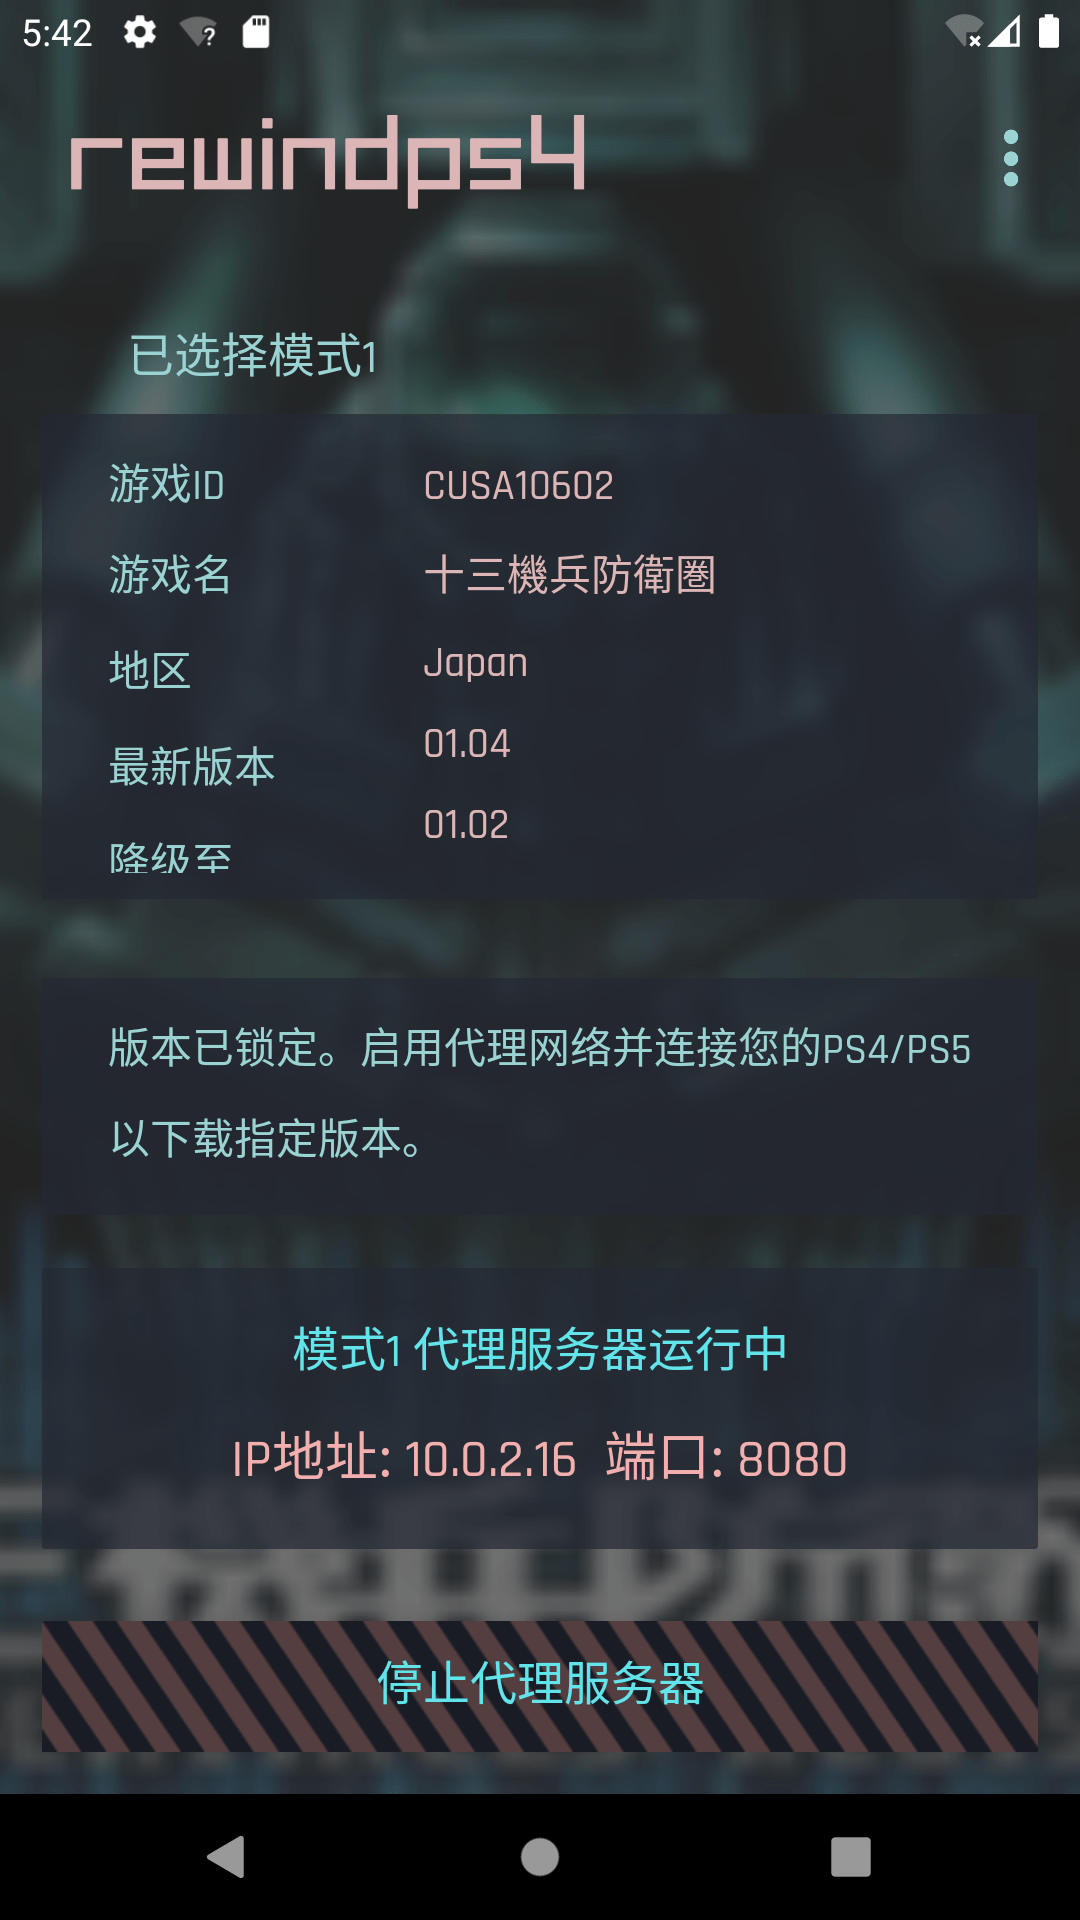 5:42
rewindps4
已选择模式1
游戏ID CUSA10602
游戏名 十三機兵防衛圏
地区 Japan
最新版本 01.04
降级至 01.02
版本已锁定。启用代理网络并连接您的PS4/PS5
以下载指定版本。
模式1 代理服务器运行中
IP地址: 10.0.2.16 端口: 8080
停止代理服务器